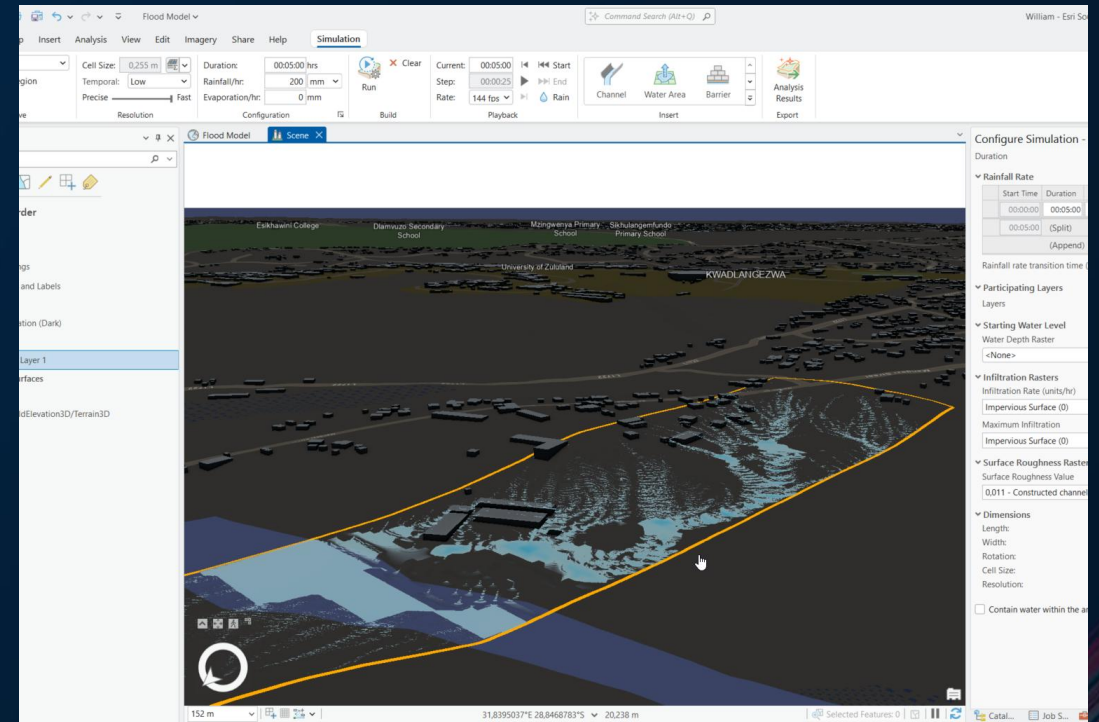 Flood Model
Command Search (Alt+Q)
William - Esri So
Insert Analysis View Edit Imagery Share Help Simulation
Cell Size: 0,255 m
Temporal: Low
Precise Fast
Resolution
Duration: 00:05:00 hrs
Rainfall/hr: 200 mm
Evaporation/hr: 0 mm
Configuration
Run
Clear
Build
Current: 00:05:00 Start
Step: 00:00:25 End
Rate: 144 fps Rain
Playback
Channel Water Area Barrier
Insert
Analysis Results
Export
Flood Model Scene
rder
ngs
and Labels
ation (Dark)
Layer 1
urfaces
ldElevation3D/Terrain3D
Esikhawini College
Dlamvuzo Secondary
School
Mzingwenya Primary
School
Sikhulangemfundo
Primary School
University of Zululand
KWADLANGEZWA
152 m
31,8395037°E 28,8468783°S
20,238 m
Selected Features: 0
Configure Simulation -
Duration
Rainfall Rate
Start Time Duration
00:00:00 00:05:00
00:05:00 (Split)
(Append)
Rainfall rate transition time (
Participating Layers
Layers
Starting Water Level
Water Depth Raster
<None>
Infiltration Rasters
Infiltration Rate (units/hr)
Impervious Surface (0)
Maximum Infiltration
Impervious Surface (0)
Surface Roughness Raster
Surface Roughness Value
0,011 - Constructed channel
Dimensions
Length:
Width:
Rotation:
Cell Size:
Resolution:
Contain water within the ar
Catal... Job S...